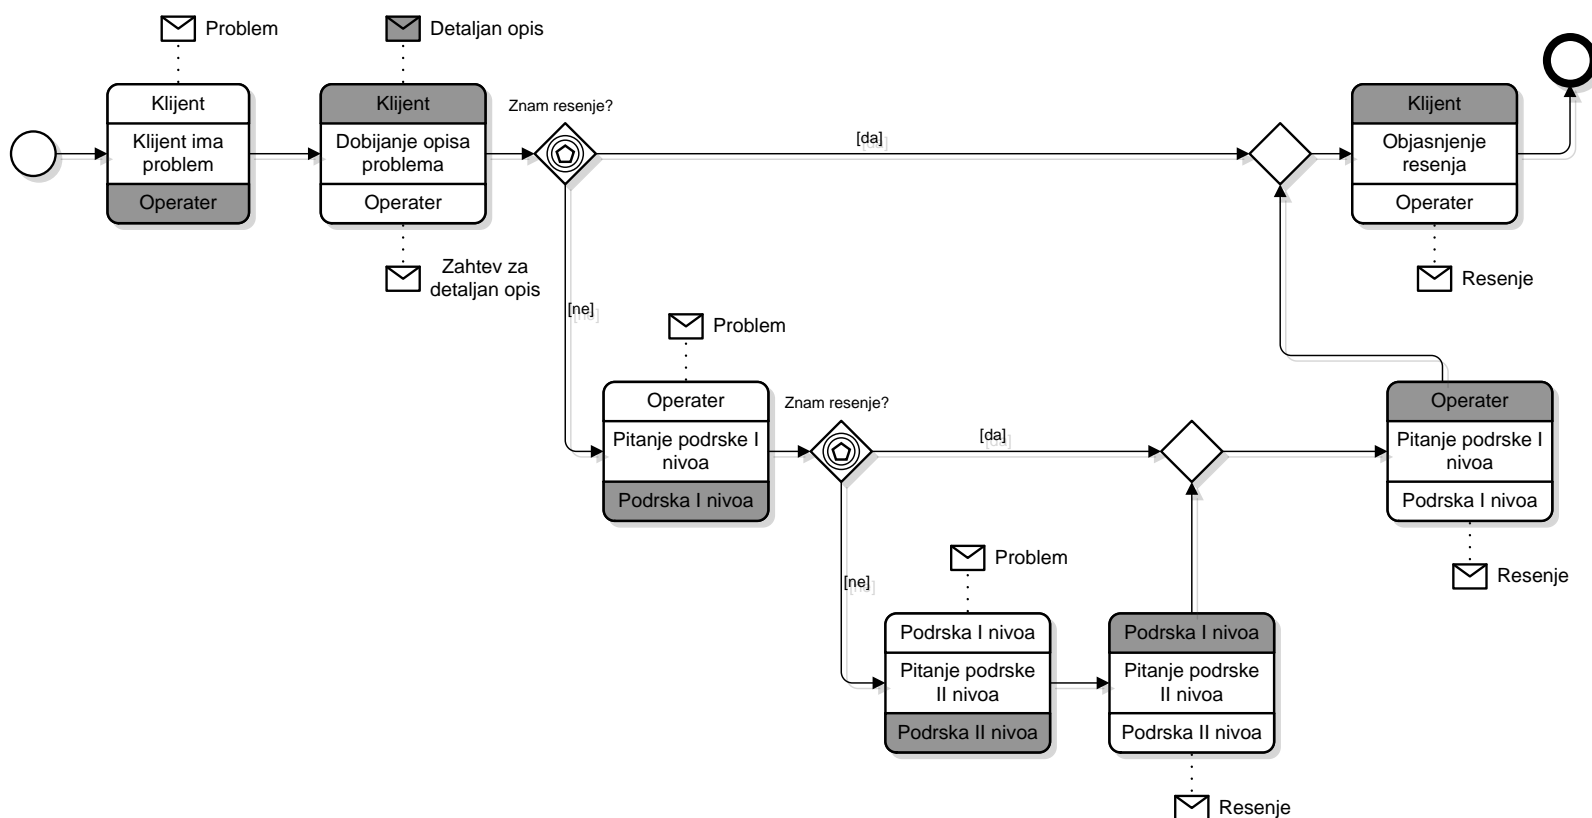 Problem
Detaljan opis
Klijent
Klijent ima
problem
Operater
Klijent
Dobijanje opisa
problema
Operater
Zahtev za
detaljan opis
Znam resenje?
[da]
[ne]
Klijent
Objasnjenje
resenja
Operater
Resenje
Problem
Operater
Pitanje podrske I
nivoa
Podrska I nivoa
Znam resenje?
[da]
[ne]
Operater
Pitanje podrske I
nivoa
Podrska I nivoa
Resenje
Problem
Podrska I nivoa
Pitanje podrske
II nivoa
Podrska II nivoa
Podrska I nivoa
Pitanje podrske
II nivoa
Podrska II nivoa
Resenje